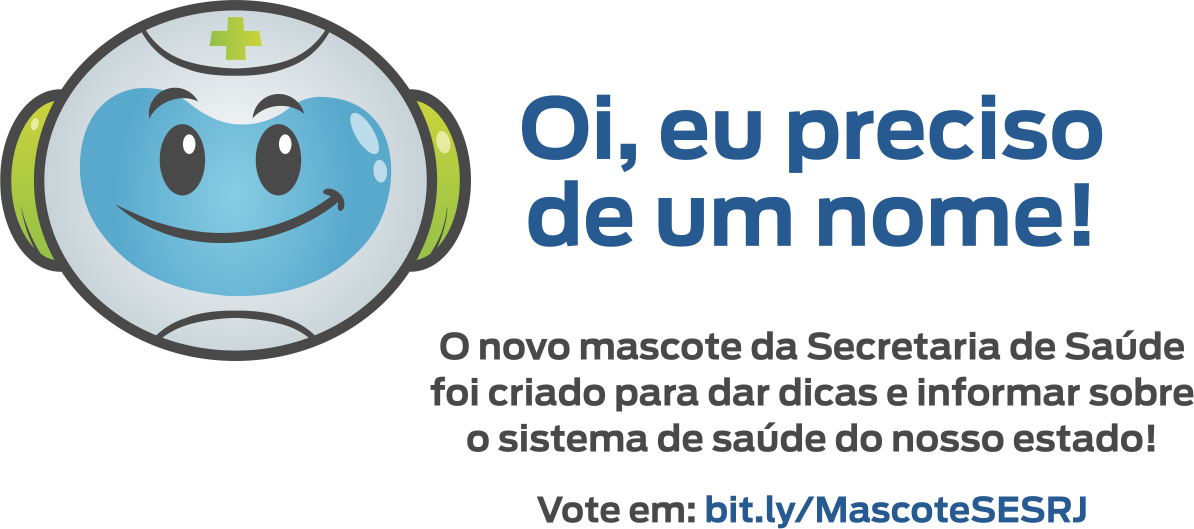 Oi, eu preciso
de um nome!
O novo mascote da Secretaria de Saúde
foi criado para dar dicas e informar sobre
o sistema de saúde do nosso estado!
Vote em: bit.ly/MascoteSESRJ